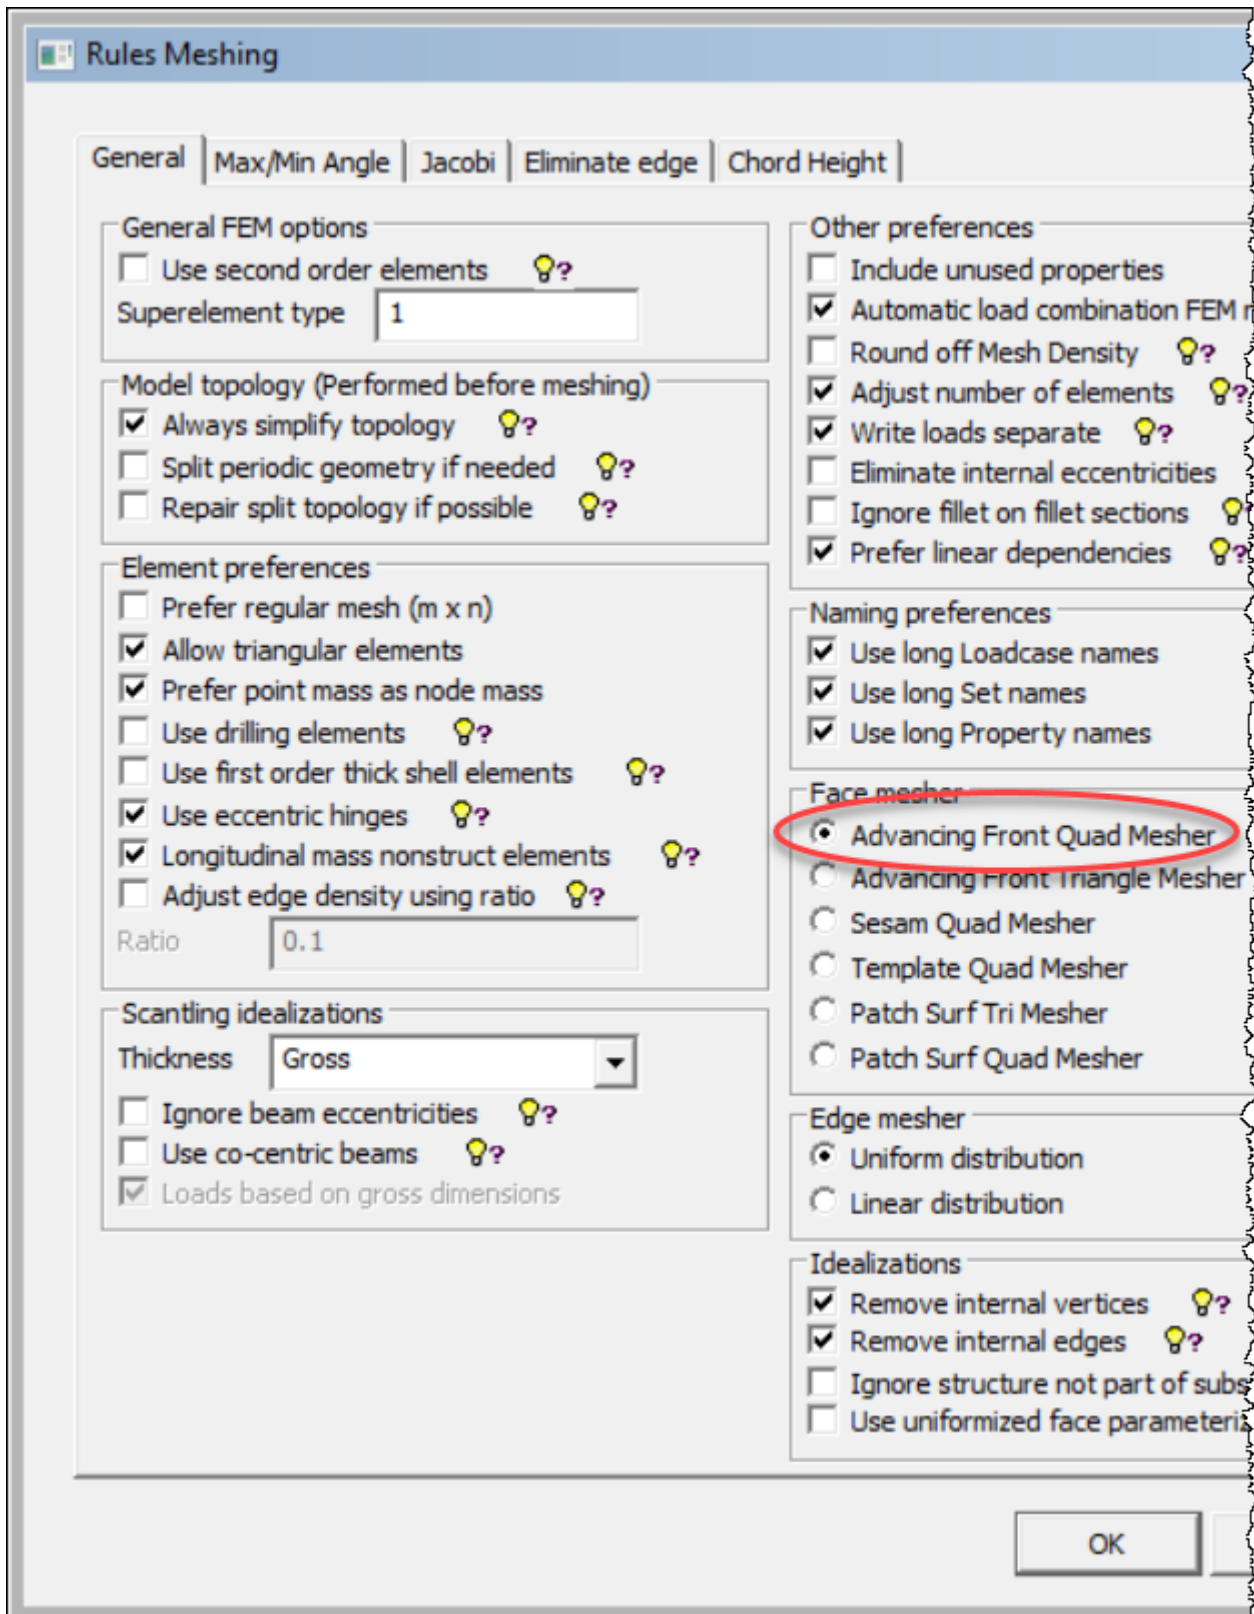 Rules Meshing
General
Max/Min Angle
Jacobi
Eliminate edge
Chord Height
General FEM options
Use second order elements
Superelement type
1
Model topology (Performed before meshing)
Always simplify topology
Split periodic geometry if needed
Repair split topology if possible
Element preferences
Prefer regular mesh (m x n)
Allow triangular elements
Prefer point mass as node mass
Use drilling elements
Use first order thick shell elements
Use eccentric hinges
Longitudinal mass nonstruct elements
Adjust edge density using ratio
Ratio
0.1
Scantling idealizations
Thickness
Gross
Ignore beam eccentricities
Use co-centric beams
Loads based on gross dimensions
Other preferences
Include unused properties
Automatic load combination FEM
Round off Mesh Density
Adjust number of elements
Write loads separate
Eliminate internal eccentricities
Ignore fillet on fillet sections
Prefer linear dependencies
Naming preferences
Use long Loadcase names
Use long Set names
Use long Property names
Face mesher
Advancing Front Quad Mesher
Advancing Front Triangle Mesher
Sesam Quad Mesher
Template Quad Mesher
Patch Surf Tri Mesher
Patch Surf Quad Mesher
Edge mesher
Uniform distribution
Linear distribution
Idealizations
Remove internal vertices
Remove internal edges
Ignore structure not part of subs
Use uniformized face parameteri
OK